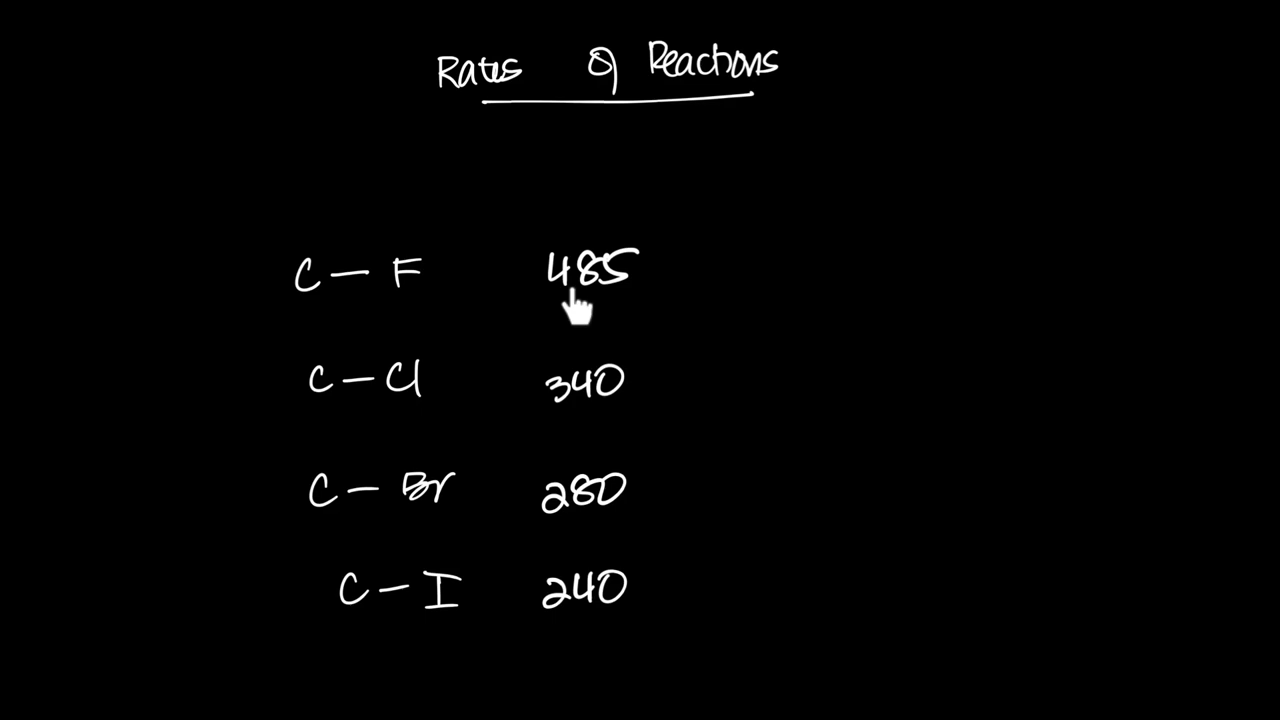 Rates of Reactions
C — F 485
C — Cl 340
C — Br 280
C — I 240